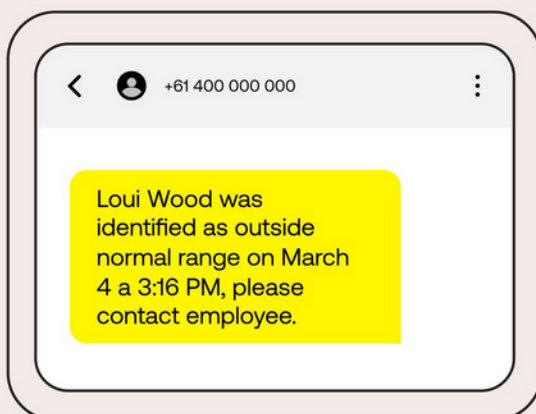 +61 400 000 000
Loui Wood was
identified as outside
normal range on March
4 a 3:16 PM, please
contact employee.